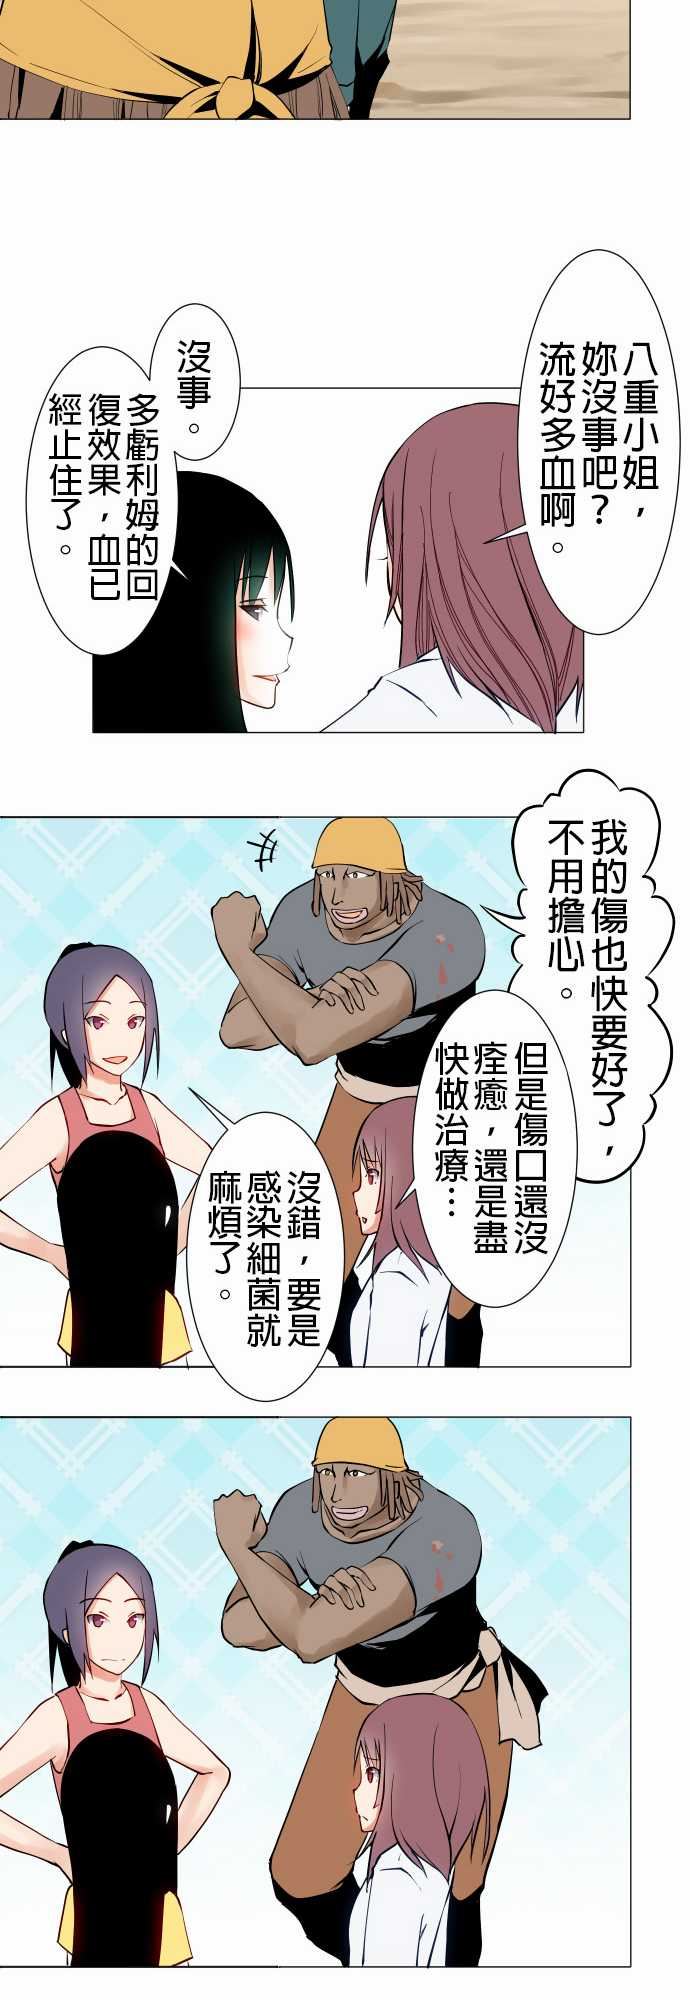 八重小姐，
妳沒事吧？
流好多血啊。
沒事。
多虧利姆的回
復效果，血已
經止住了。
我的傷也快要好了，
不用擔心。
但是傷口還沒
痊癒，還是盡
快做治療…
沒錯，要是
感染細菌就
麻煩了。